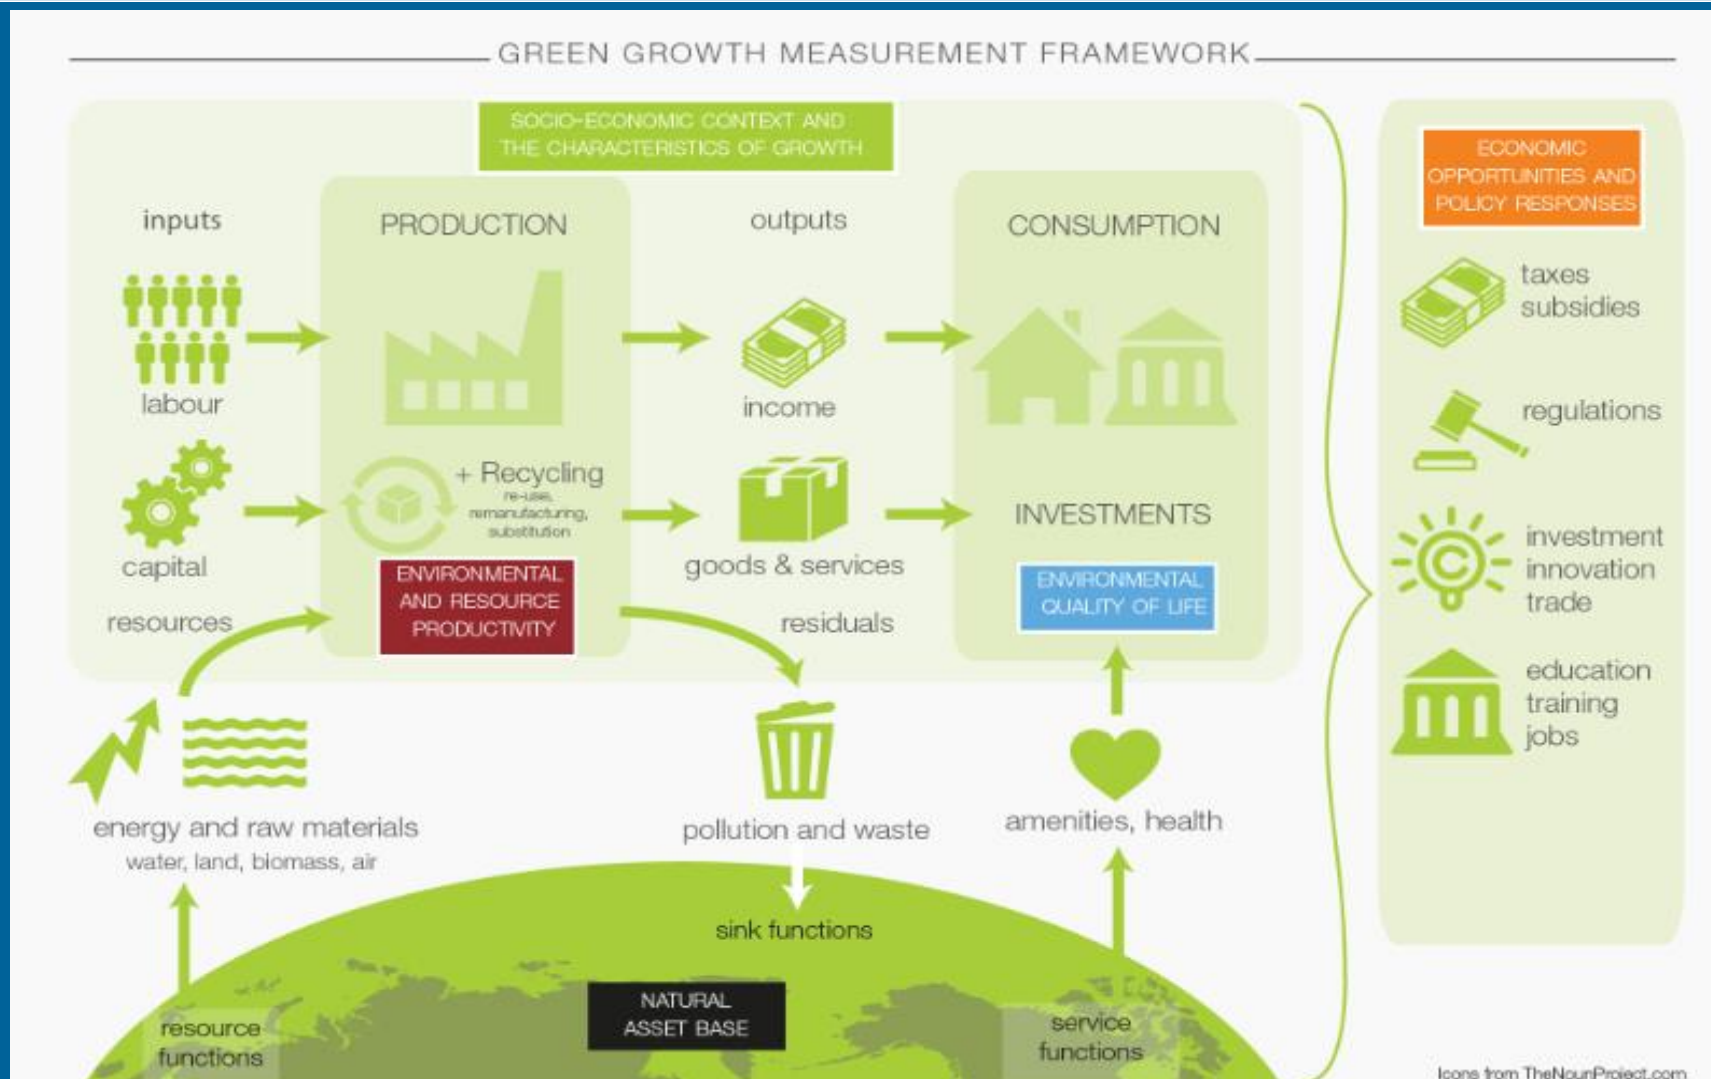 GREEN GROWTH MEASUREMENT FRAMEWORK
SOCIO-ECONOMIC CONTEXT AND
THE CHARACTERISTICS OF GROWTH
inputs
PRODUCTION
outputs
CONSUMPTION
labour
income
+ Recycling
re-use,
remanufacturing,
substitution
INVESTMENTS
capital
goods & services
resources
ENVIRONMENTAL
AND RESOURCE
PRODUCTIVITY
residuals
ENVIRONMENTAL
QUALITY OF LIFE
energy and raw materials
water, land, biomass, air
pollution and waste
amenities, health
sink functions
NATURAL
ASSET BASE
resource
functions
service
functions
ECONOMIC
OPPORTUNITIES AND
POLICY RESPONSES
taxes
subsidies
regulations
investment
innovation
trade
education
training
jobs
Icons from TheNounProject.com